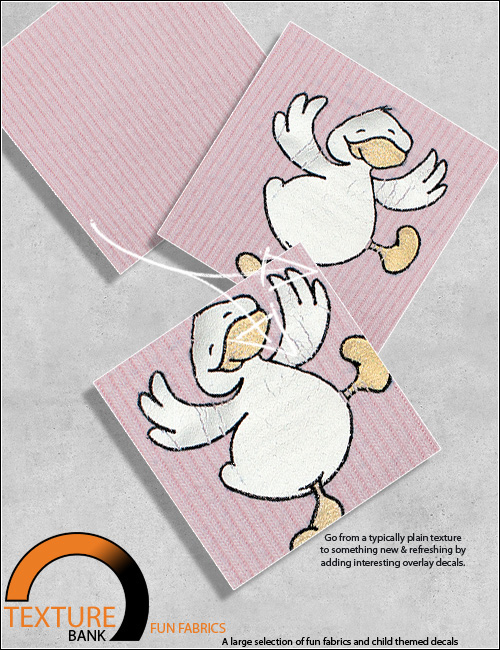 Go from a typically plain texture
to something new & refreshing by
adding interesting overlay decals.
TEXTURE
BANK
FUN FABRICS
A large selection of fun fabrics and child themed decals